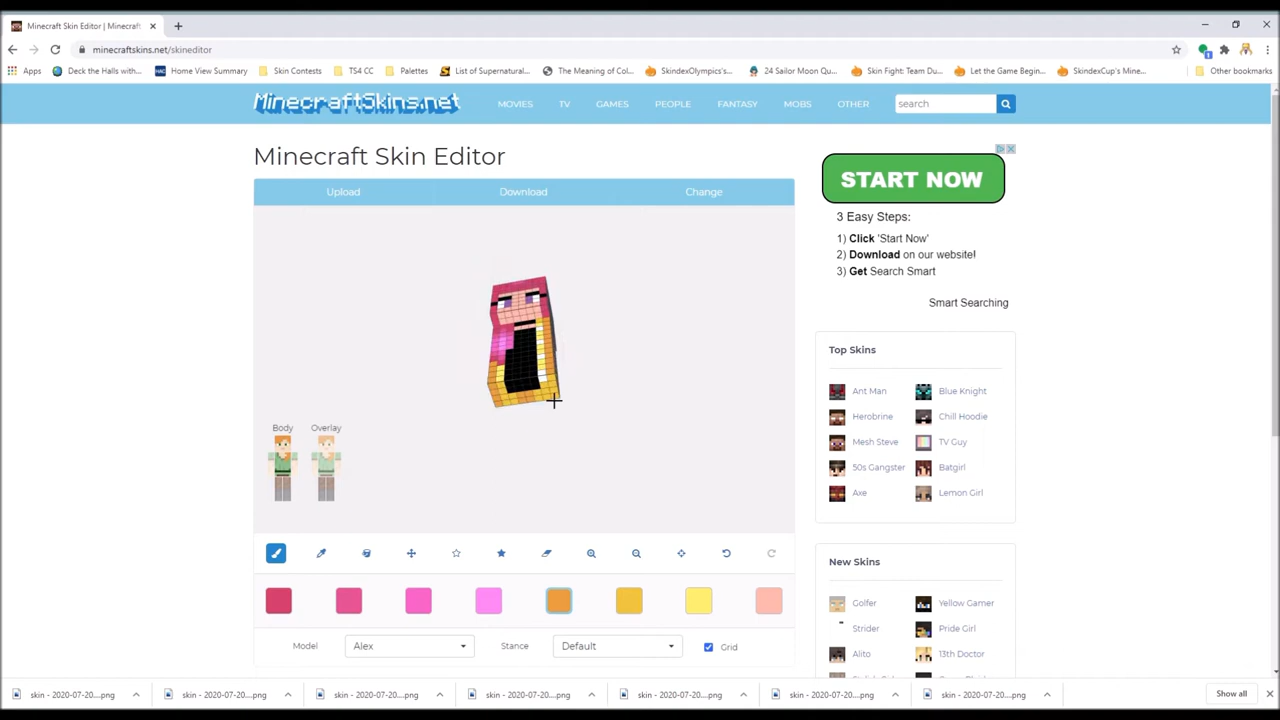 Minecraft Skin Editor | Minecraft
minecraftskins.net/skineditor
Apps Deck the Halls with... Home View Summary Skin Contests TS4 CC Palettes List of Supernatural... The Meaning of Col... SkindexOlympics's... 24 Sailor Moon Qu... Skin Fight: Team Du... Let the Game Begin... SkindexCup's Mine... Other bookmarks
MinecraftSkins.net MOVIES TV GAMES PEOPLE FANTASY MOBS OTHER search
Minecraft Skin Editor
Upload Download Change
START NOW
3 Easy Steps:
1) Click 'Start Now'
2) Download on our website!
3) Get Search Smart
Smart Searching
Top Skins
Ant Man Blue Knight
Herobrine Chill Hoodie
Mesh Steve TV Guy
50s Gangster Batgirl
Axe Lemon Girl
Body Overlay
New Skins
Golfer Yellow Gamer
Strider Pride Girl
Alito 13th Doctor
Model Alex Stance Default Grid
skin - 2020-07-20....png skin - 2020-07-20....png skin - 2020-07-20....png skin - 2020-07-20....png skin - 2020-07-20....png skin - 2020-07-20....png skin - 2020-07-20....png Show all